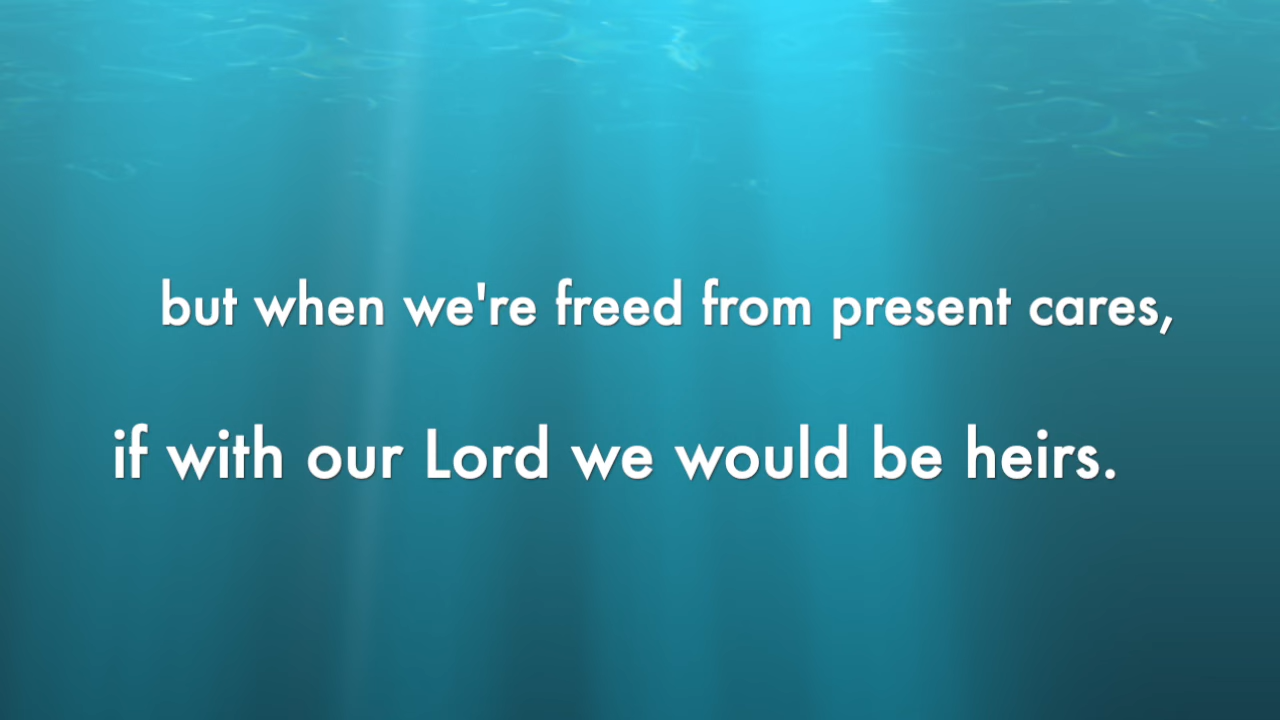 but when we're freed from present cares,
if with our Lord we would be heirs.